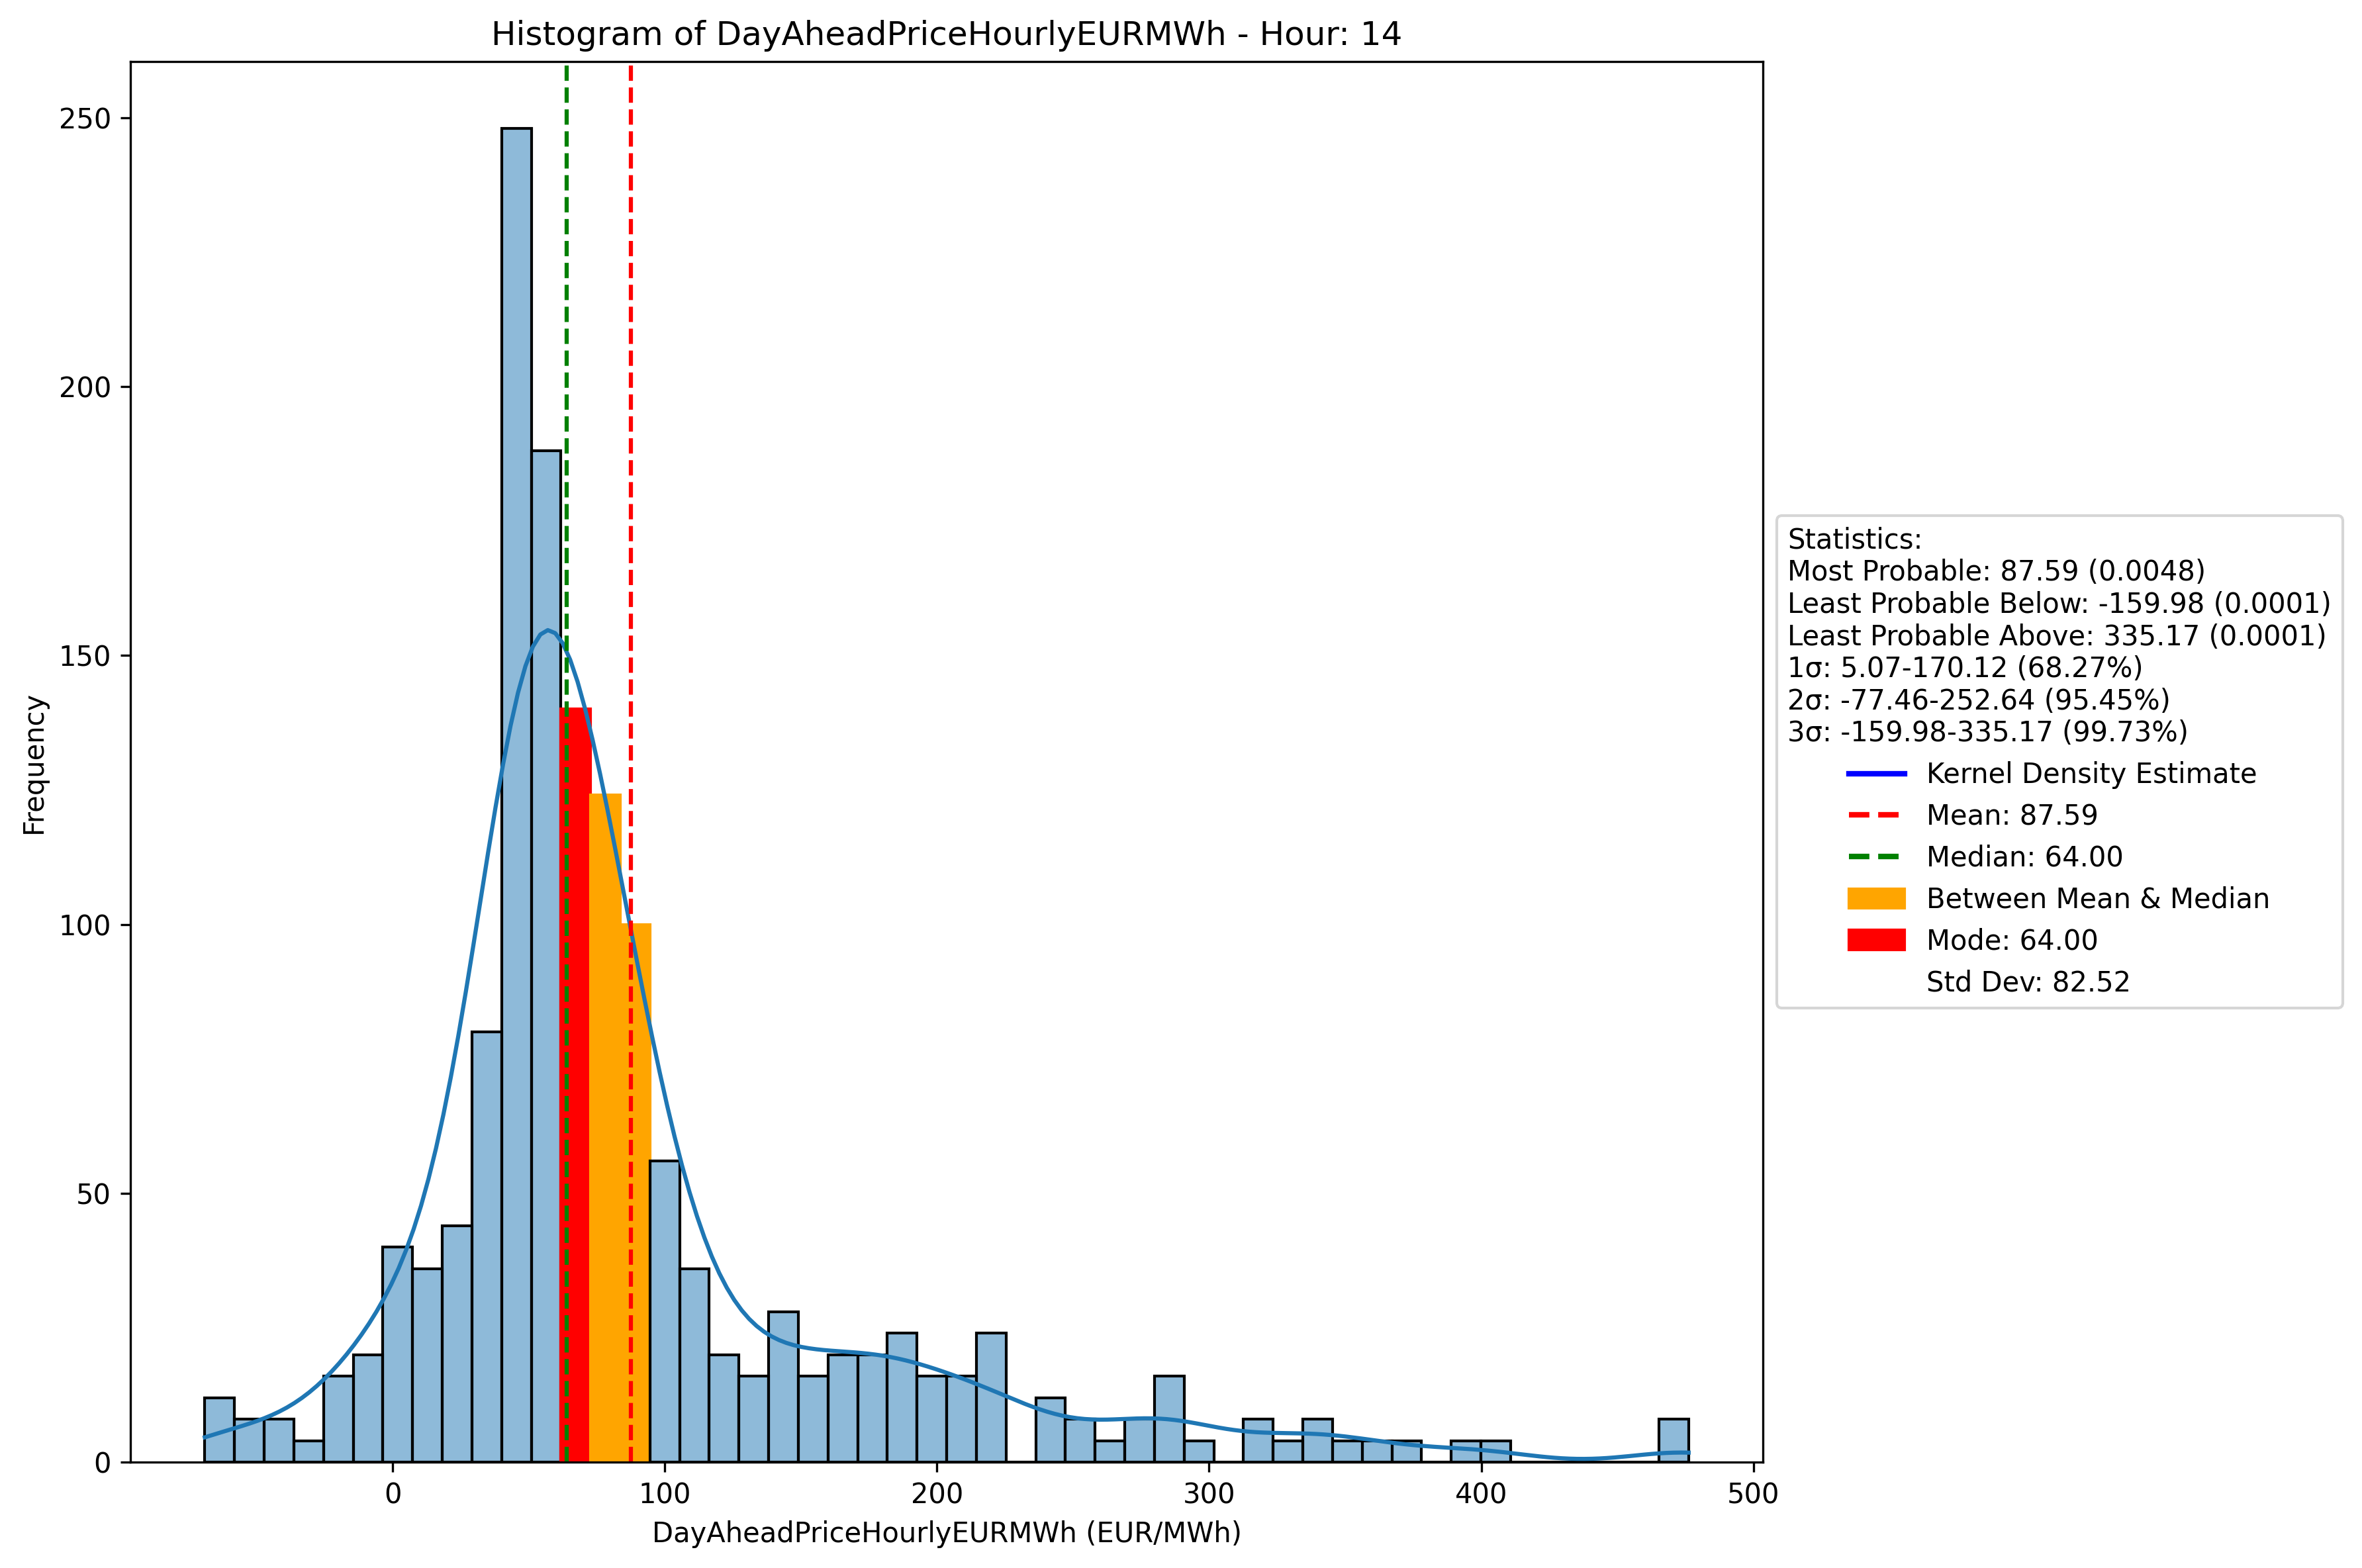 Histogram of DayAheadPriceHourlyEURMWh - Hour: 14
250
200
150
100
50
0
Frequency
0 100 200 300 400 500
DayAheadPriceHourlyEURMWh (EUR/MWh)
Statistics:
Most Probable: 87.59 (0.0048)
Least Probable Below: -159.98 (0.0001)
Least Probable Above: 335.17 (0.0001)
1σ: 5.07-170.12 (68.27%)
2σ: -77.46-252.64 (95.45%)
3σ: -159.98-335.17 (99.73%)
Kernel Density Estimate
Mean: 87.59
Median: 64.00
Between Mean & Median
Mode: 64.00
Std Dev: 82.52